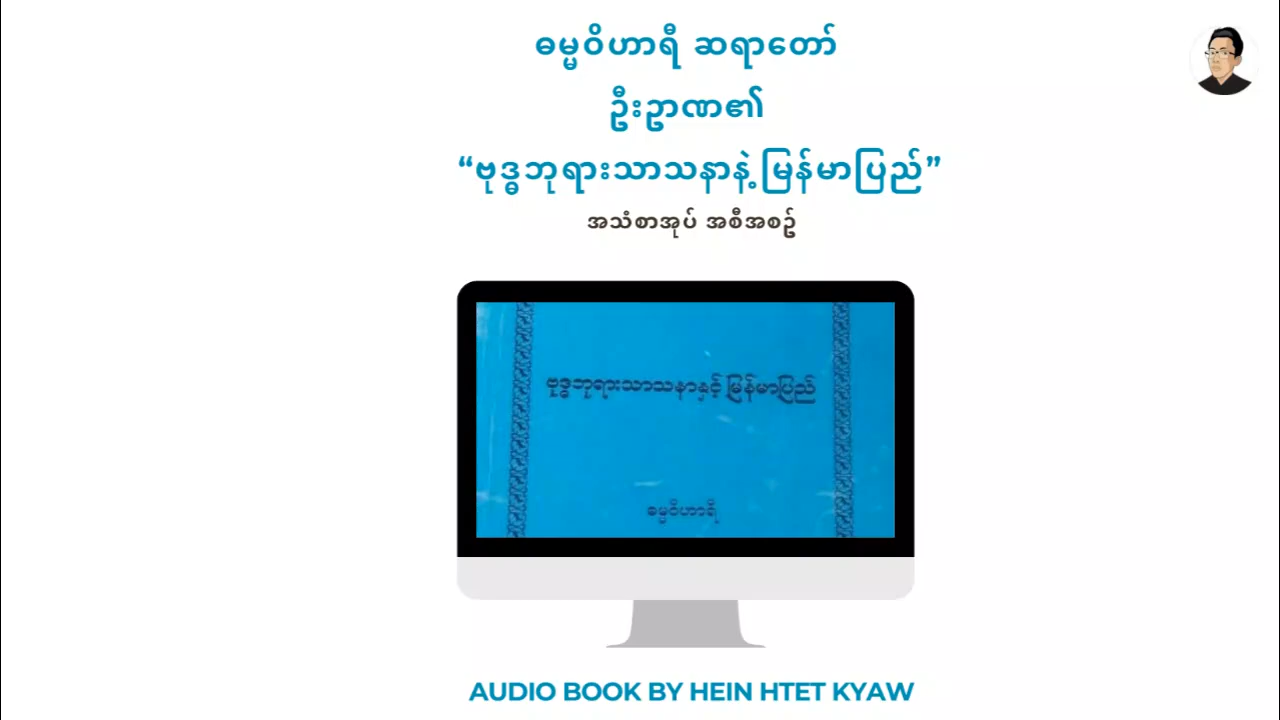 ဓမ္မဝိဟာရီ ဆရာတော်
ဦးဥာဏ၏
“ဗုဒ္ဓဘုရားသာသနာနဲ့ မြန်မာပြည်”
အသံစာအုပ် အစီအစဥ်
ဗုဒ္ဓဘုရားသာသနာနှင့် မြန်မာပြည်
ဓမ္မဝိဟာရီ
AUDIO BOOK BY HEIN HTET KYAW